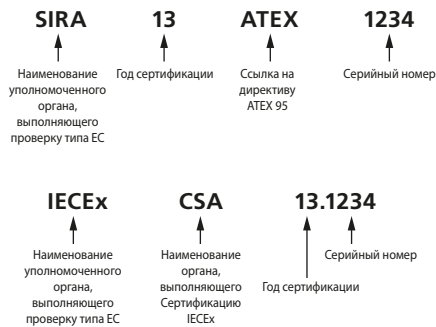 SIRA 13 ATEX 1234
Наименование
уполномоченного
органа,
выполняющего
проверку типа ЕС
Год сертификации
Ссылка на
директиву
ATEX 95
Серийный номер
IECEx CSA 13.1234
Наименование
уполномоченного
органа,
выполняющего
проверку типа ЕС
Наименование
органа,
выполняющего
Сертификацию
IECEx
Год сертификации
Серийный номер